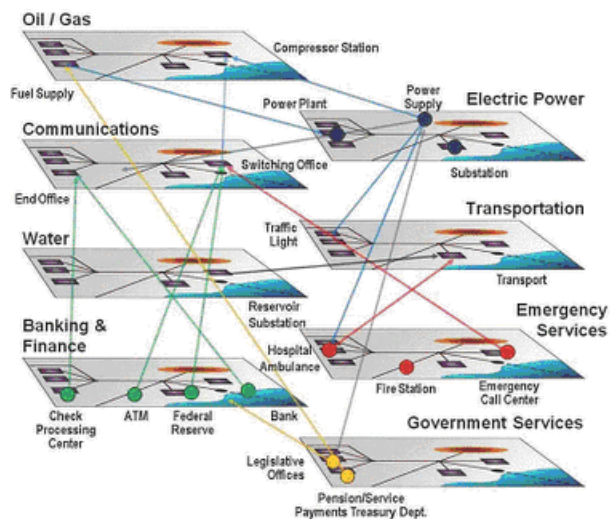 Oil / Gas
Compressor Station
Fuel Supply
Power Plant
Power
Supply
Electric Power
Communications
Switching Office
Substation
End Office
Transportation
Traffic
Light
Water
Transport
Reservoir
Substation
Emergency
Services
Banking &
Finance
Hospital
Ambulance
Fire Station
Emergency
Call Center
Check
Processing
Center
ATM
Federal
Reserve
Bank
Government Services
Legislative
Offices
Pension/Service
Payments Treasury Dept.